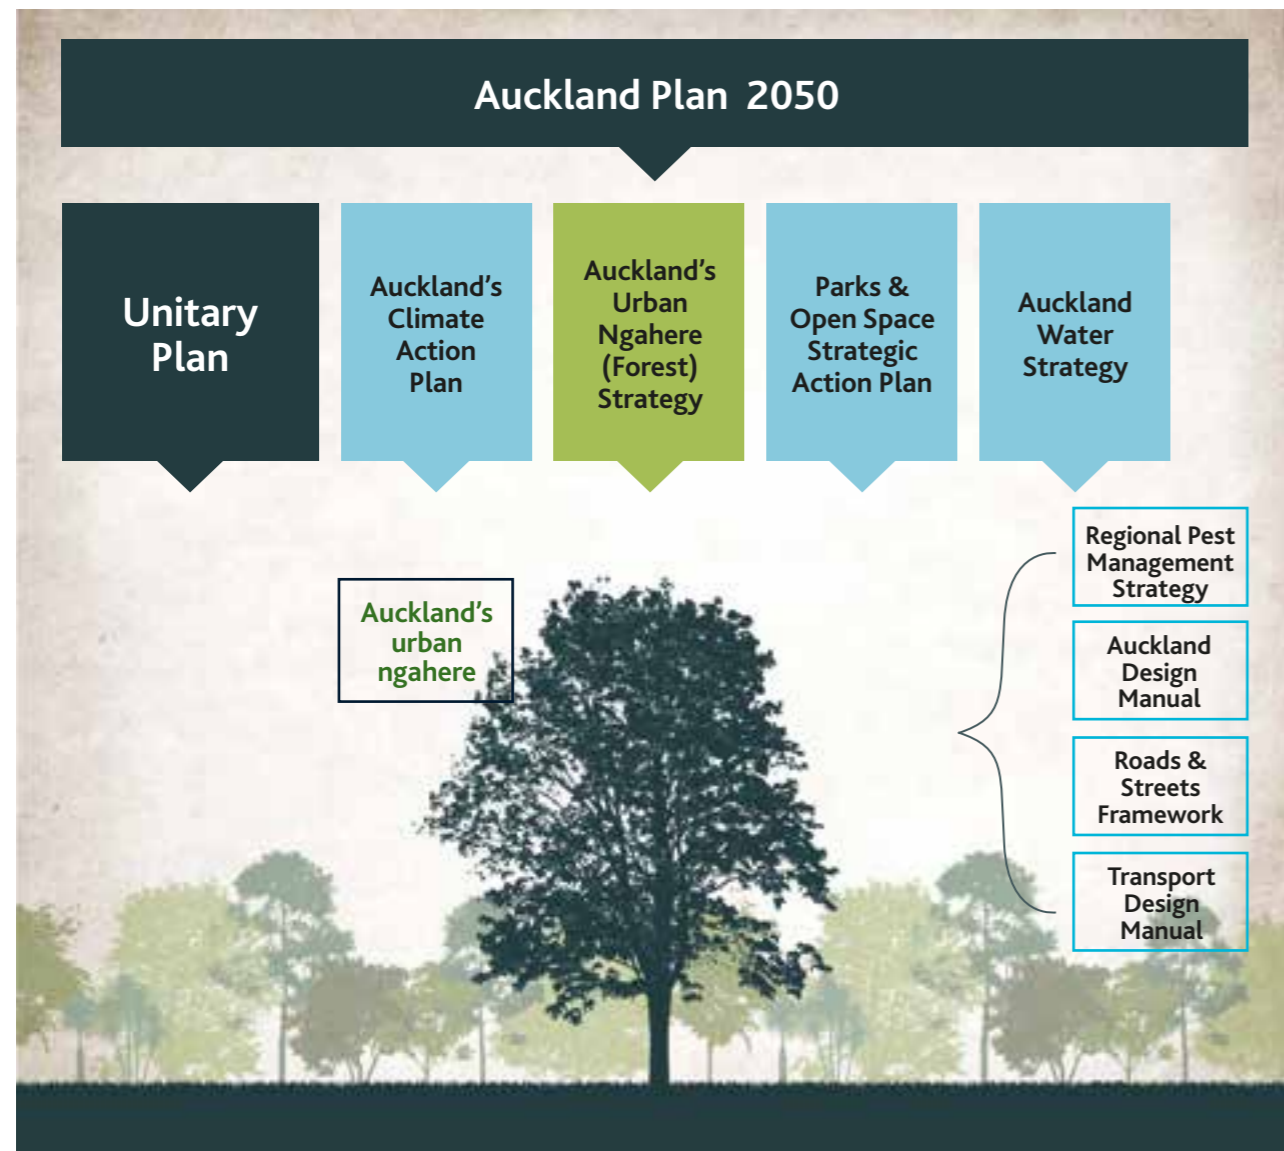 Auckland Plan 2050
Unitary
Plan
Auckland's
Climate
Action
Plan
Auckland's
Urban
Ngahere
(Forest)
Strategy
Parks &
Open Space
Strategic
Action Plan
Auckland
Water
Strategy
Auckland's
urban
ngahere
Regional Pest
Management
Strategy
Auckland
Design
Manual
Roads &
Streets
Framework
Transport
Design
Manual